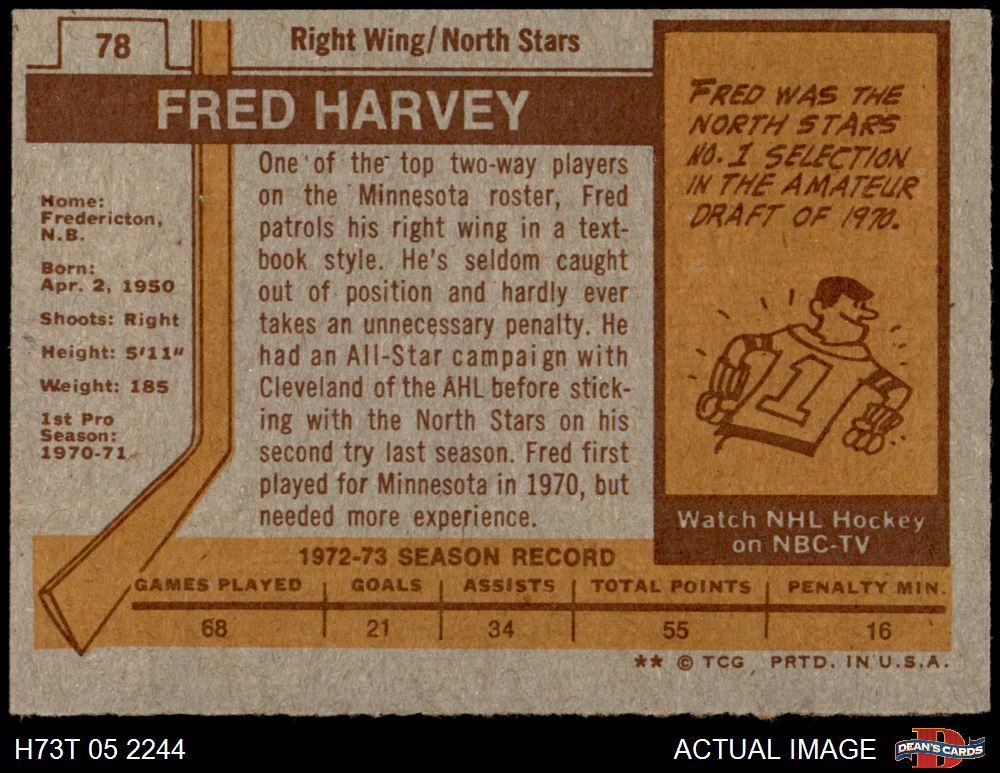 78
Right Wing/North Stars
FRED HARVEY
Home:
Fredericton,
N.B.
Born:
Apr. 2, 1950
Shoots: Right
Height: 5'11"
Weight: 185
1st Pro
Season:
1970-71
One of the top two-way players
on the Minnesota roster, Fred
patrols his right wing in a text-
book style. He's seldom caught
out of position and hardly ever
takes an unnecessary penalty. He
had an All-Star campaign with
Cleveland of the AHL before stick-
ing with the North Stars on his
second try last season. Fred first
played for Minnesota in 1970, but
needed more experience.
FRED WAS THE
NORTH STARS
NO. 1 SELECTION
IN THE AMATEUR
DRAFT OF 1970.
1
Watch NHL Hockey
on NBC-TV
1972-73 SEASON RECORD
GAMES PLAYED GOALS ASSISTS TOTAL POINTS PENALTY MIN.
68 21 34 55 16
** © TCG PRTD. IN U.S.A.
H73T 05 2244 ACTUAL IMAGE DEAN'S CARDS